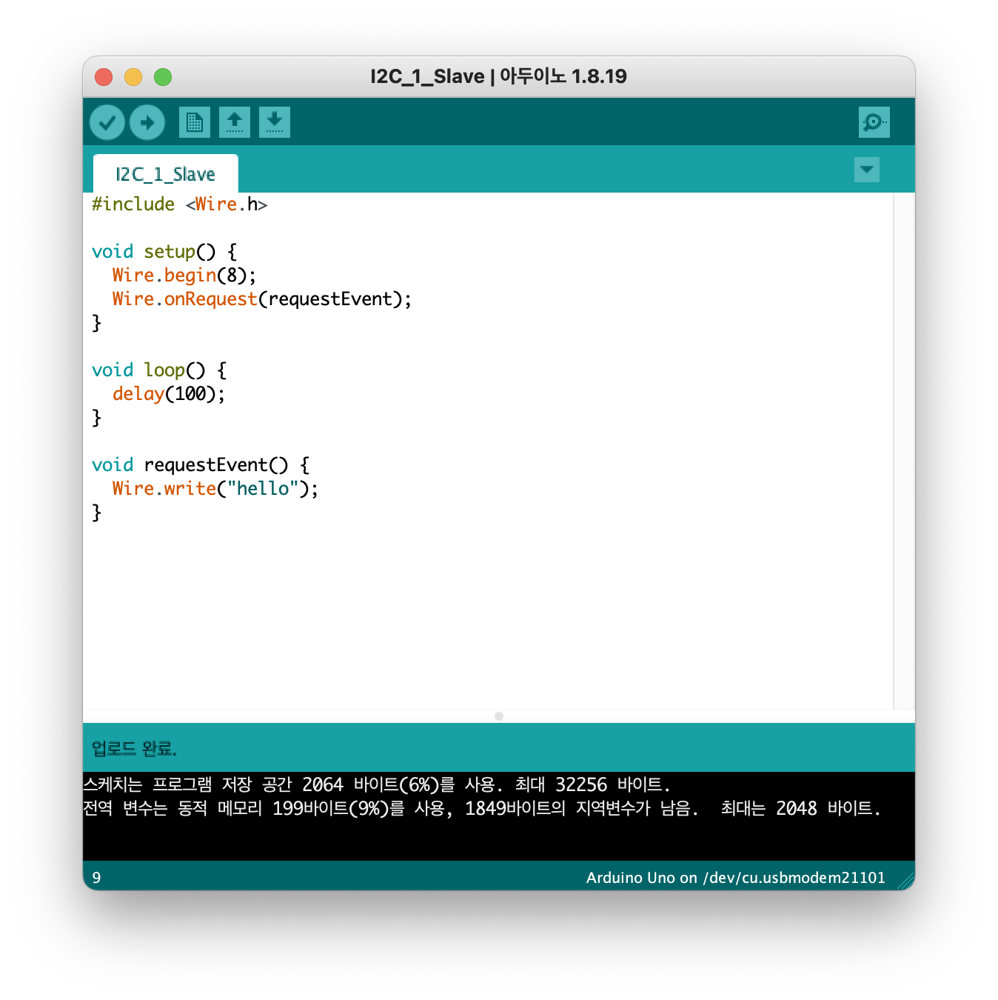 I2C_1_Slave | 아두이노 1.8.19
I2C_1_Slave
#include <Wire.h>
void setup() {
  Wire.begin(8);
  Wire.onRequest(requestEvent);
}
void loop() {
  delay(100);
}
void requestEvent() {
  Wire.write("hello");
}
업로드 완료.
스케치는 프로그램 저장 공간 2064 바이트(6%)를 사용. 최대 32256 바이트.
전역 변수는 동적 메모리 199바이트(9%)를 사용, 1849바이트의 지역변수가 남음.  최대는 2048 바이트.
9
Arduino Uno on /dev/cu.usbmodem21101